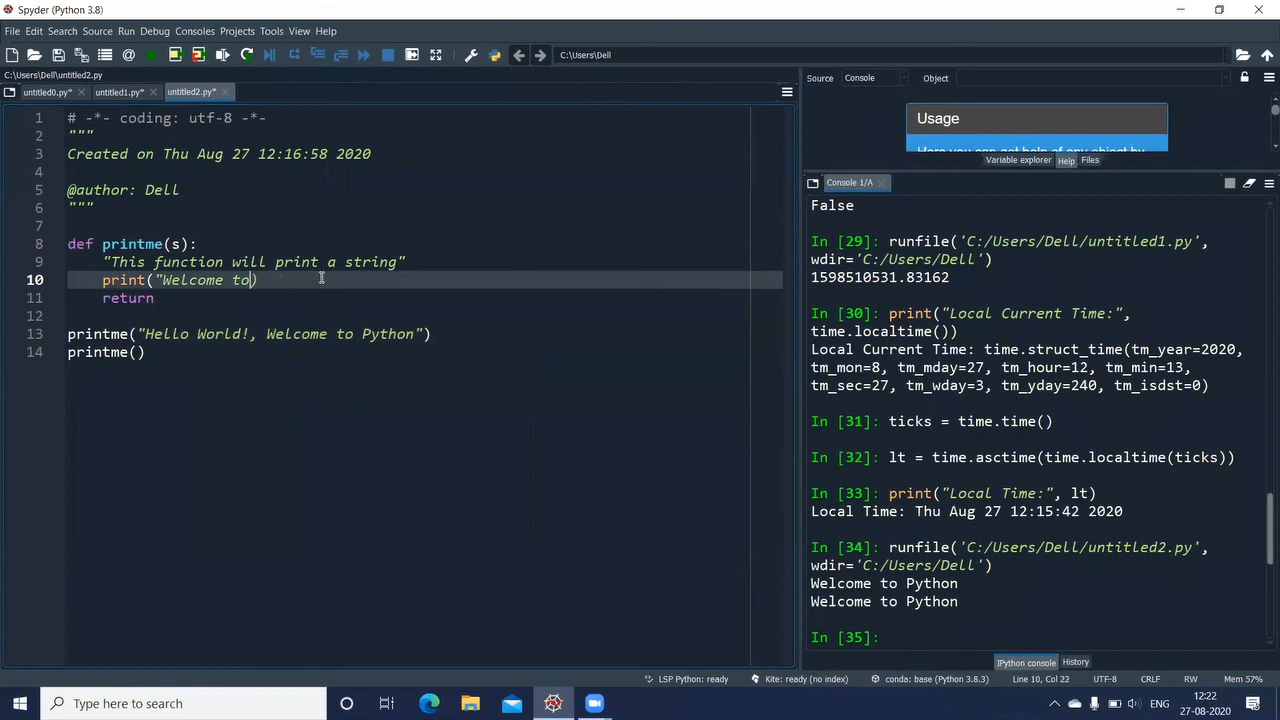 Spyder (Python 3.8)
File Edit Search Source Run Debug Consoles Projects Tools View Help
C:\Users\Dell
C:\Users\Dell\untitled2.py
untitled0.py* untitled1.py* untitled2.py*
1 # -*- coding: utf-8 -*-
2 """
3 Created on Thu Aug 27 12:16:58 2020
4
5 @author: Dell
6 """
7
8 def printme(s):
9 "This function will print a string"
10 print("Welcome to)
11 return
12
13 printme("Hello World!, Welcome to Python")
14 printme()
Source Console Object
Usage
Here you can get help of any object by
Variable explorer Help Files
Console 1/A
False
In [29]: runfile('C:/Users/Dell/untitled1.py',
wdir='C:/Users/Dell')
1598510531.83162
In [30]: print("Local Current Time:",
time.localtime())
Local Current Time: time.struct_time(tm_year=2020,
tm_mon=8, tm_mday=27, tm_hour=12, tm_min=13,
tm_sec=27, tm_wday=3, tm_yday=240, tm_isdst=0)
In [31]: ticks = time.time()
In [32]: lt = time.asctime(time.localtime(ticks))
In [33]: print("Local Time:", lt)
Local Time: Thu Aug 27 12:15:42 2020
In [34]: runfile('C:/Users/Dell/untitled2.py',
wdir='C:/Users/Dell')
Welcome to Python
Welcome to Python
In [35]:
IPython console History
LSP Python: ready Kite: ready (no index) conda: base (Python 3.8.3) Line 10, Col 22 UTF-8 CRLF RW Mem 57%
Type here to search
ENG
12:22
27-08-2020